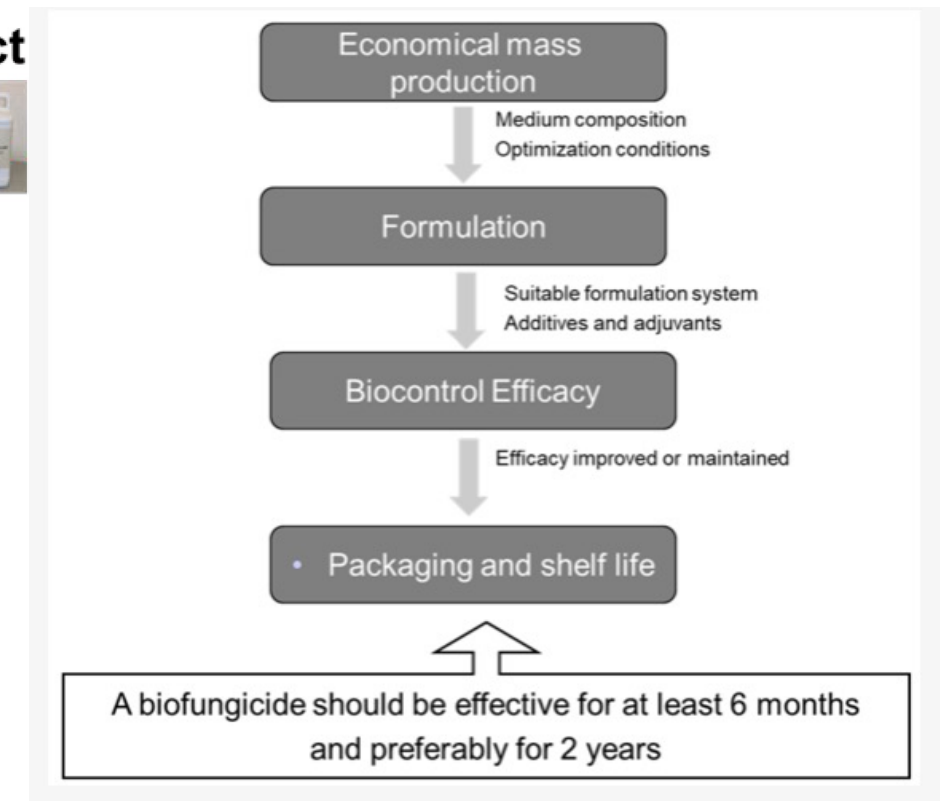 ct
Economical mass
production
Medium composition
Optimization conditions
Formulation
Suitable formulation system
Additives and adjuvants
Biocontrol Efficacy
Efficacy improved or maintained
• Packaging and shelf life
A biofungicide should be effective for at least 6 months
and preferably for 2 years